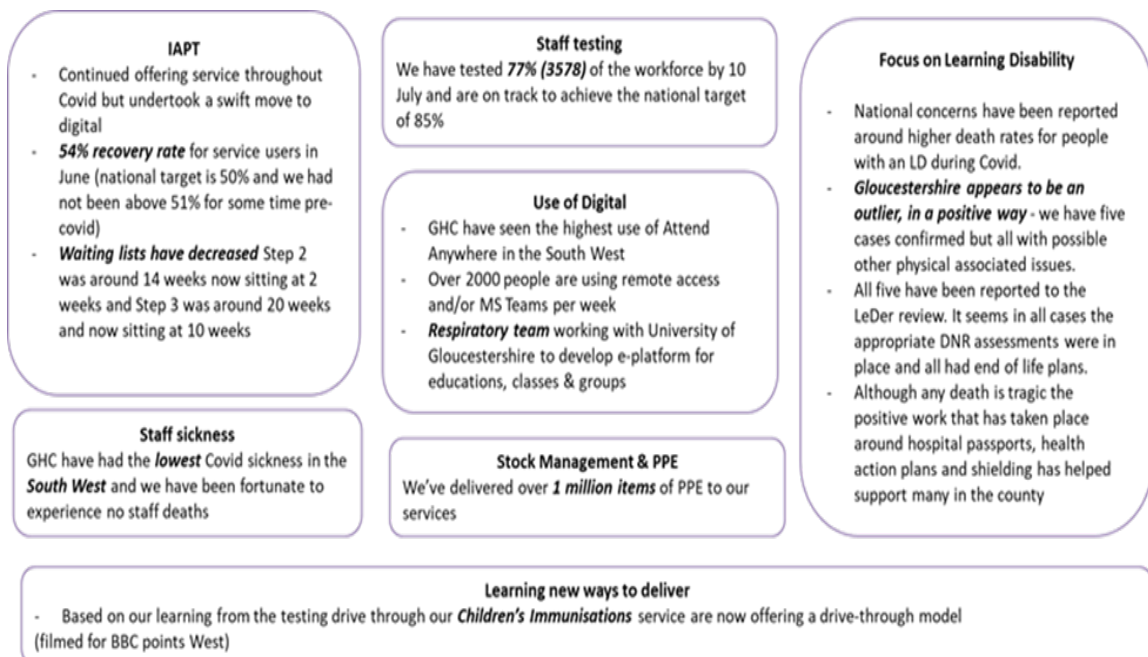 IAPT
- Continued offering service throughout
Covid but undertook a swift move to
digital
- 54% recovery rate for service users in
June (national target is 50% and we had
not been above 51% for some time pre-
covid)
- Waiting lists have decreased Step 2
was around 14 weeks now sitting at 2
weeks and Step 3 was around 20 weeks
and now sitting at 10 weeks
Staff sickness
GHC have had the lowest Covid sickness in the
South West and we have been fortunate to
experience no staff deaths
Staff testing
We have tested 77% (3578) of the workforce by 10
July and are on track to achieve the national target
of 85%
Use of Digital
- GHC have seen the highest use of Attend
Anywhere in the South West
- Over 2000 people are using remote access
and/or MS Teams per week
- Respiratory team working with University of
Gloucestershire to develop e-platform for
educations, classes & groups
Stock Management & PPE
We've delivered over 1 million items of PPE to our
services
Focus on Learning Disability
- National concerns have been reported
around higher death rates for people
with an LD during Covid.
- Gloucestershire appears to be an
outlier, in a positive way - we have five
cases confirmed but all with possible
other physical associated issues.
- All five have been reported to the
LeDer review. It seems in all cases the
appropriate DNR assessments were in
place and all had end of life plans.
- Although any death is tragic the
positive work that has taken place
around hospital passports, health
action plans and shielding has helped
support many in the county
Learning new ways to deliver
- Based on our learning from the testing drive through our Children's Immunisations service are now offering a drive-through model
(filmed for BBC points West)